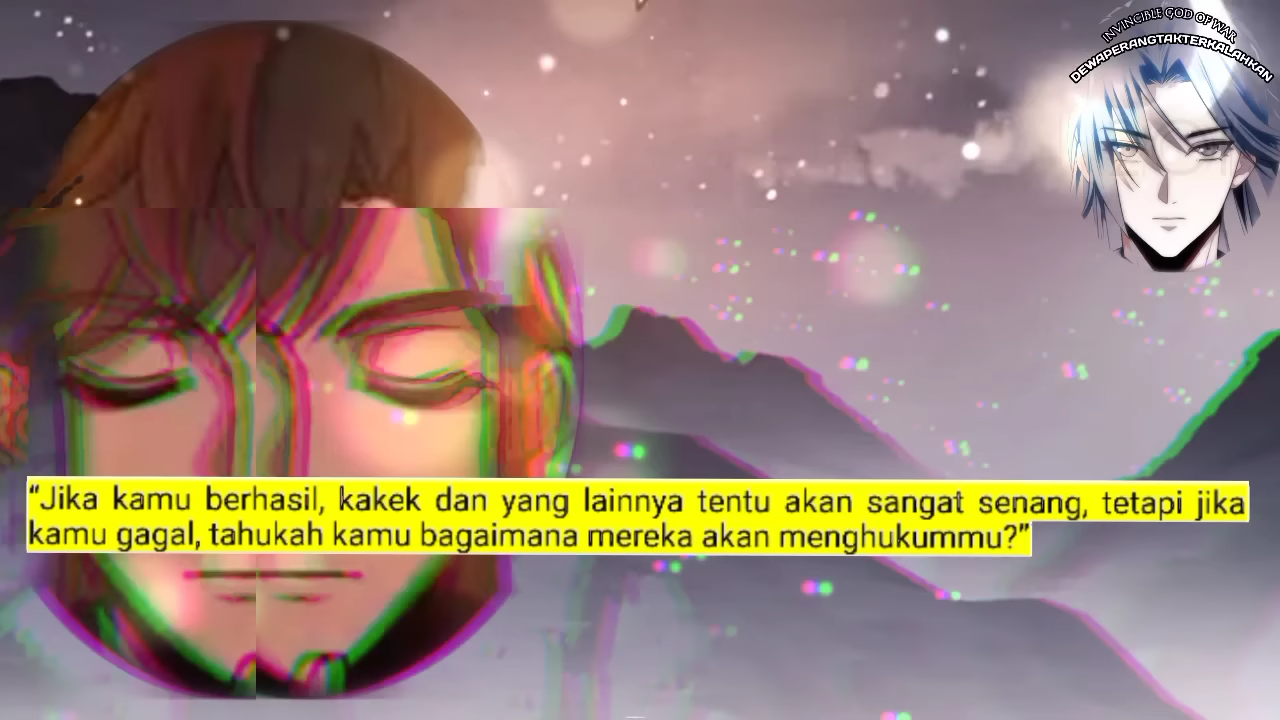 INVINCIBLE GOD OF WAR
DEWAPERANGTAKTERKALAHKAN
“Jika kamu berhasil, kakek dan yang lainnya tentu akan sangat senang, tetapi jika
kamu gagal, tahukah kamu bagaimana mereka akan menghukummu?”